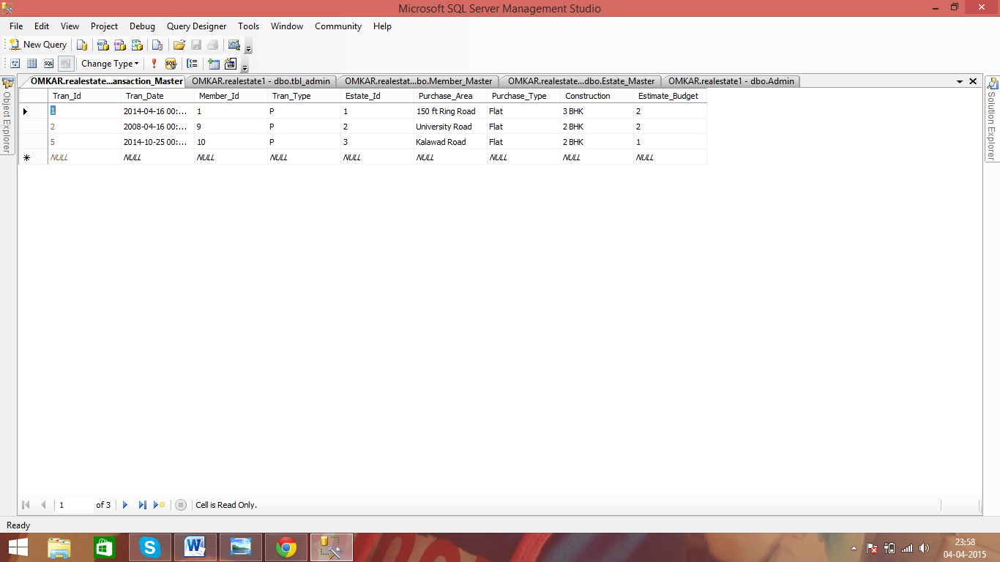 Microsoft SQL Server Management Studio
File Edit View Project Debug Query Designer Tools Window Community Help
New Query
Change Type
OMKAR.realestate...ansaction_Master OMKAR.realestate1 - dbo.tbl_admin OMKAR.realestat...bo.Member_Master OMKAR.realestate...dbo.Estate_Master OMKAR.realestate1 - dbo.Admin
Object Explorer
Solution Explorer
Tran_Id Tran_Date Member_Id Tran_Type Estate_Id Purchase_Area Purchase_Type Construction Estimate_Budget
1 2014-04-16 00:... 1 P 1 150 ft Ring Road Flat 3 BHK 2
2 2008-04-16 00:... 9 P 2 University Road Flat 2 BHK 2
5 2014-10-25 00:... 10 P 3 Kalawad Road Flat 2 BHK 1
NULL NULL NULL NULL NULL NULL NULL NULL NULL
1 of 3 Cell is Read Only.
Ready
23:58
04-04-2015